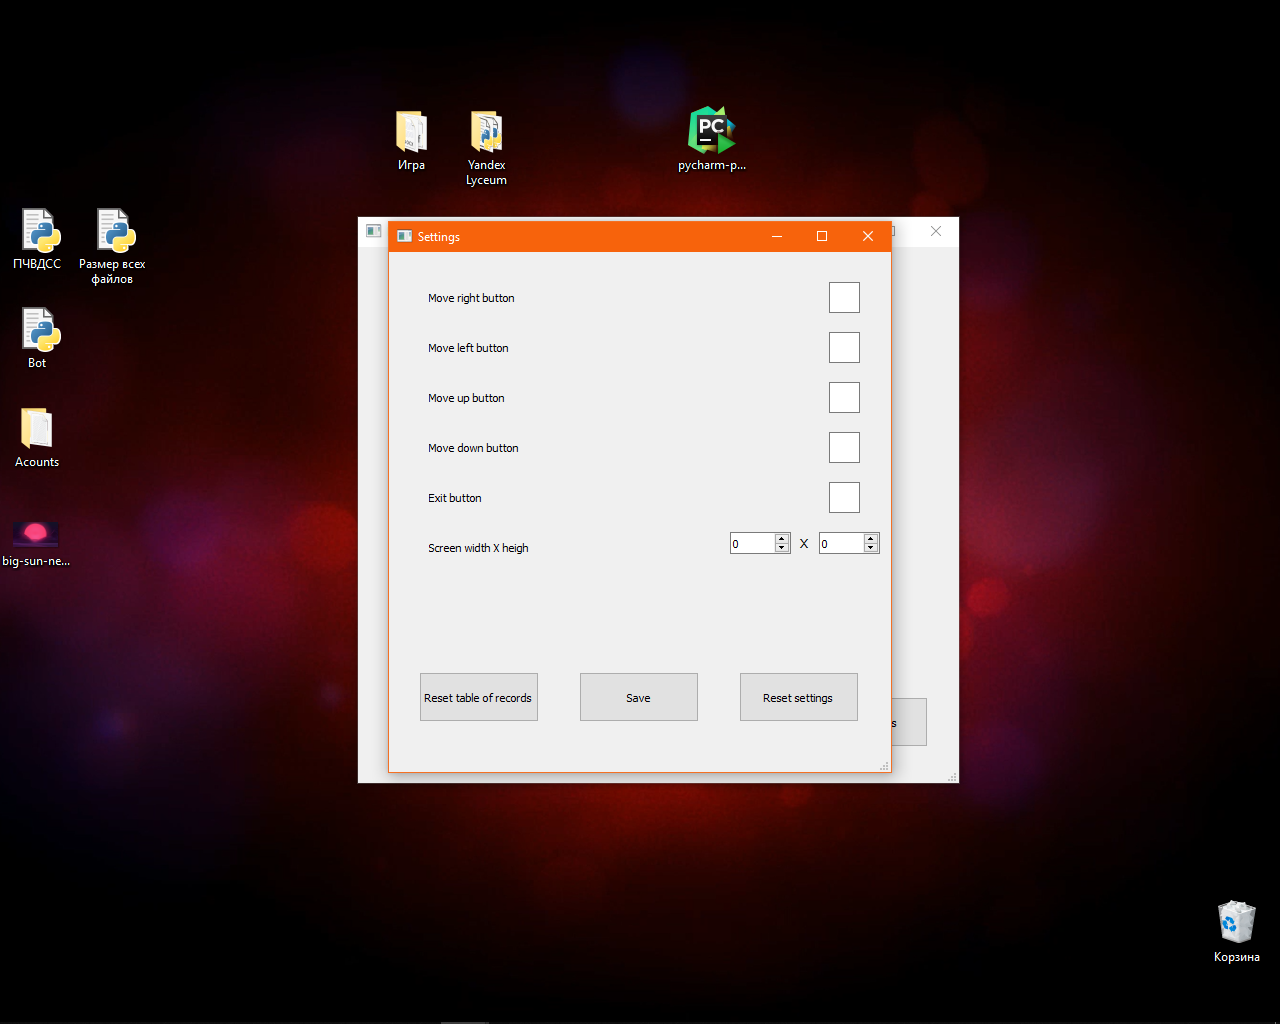 Игра
Yandex
Lyceum
PC
pycharm-p...
ПЧВДСС
Размер всех
файлов
Bot
Acounts
big-sun-ne...
Settings
Move right button
Move left button
Move up button
Move down button
Exit button
Screen width X heigh
0
X
0
Reset table of records
Save
Reset settings
s
Корзина